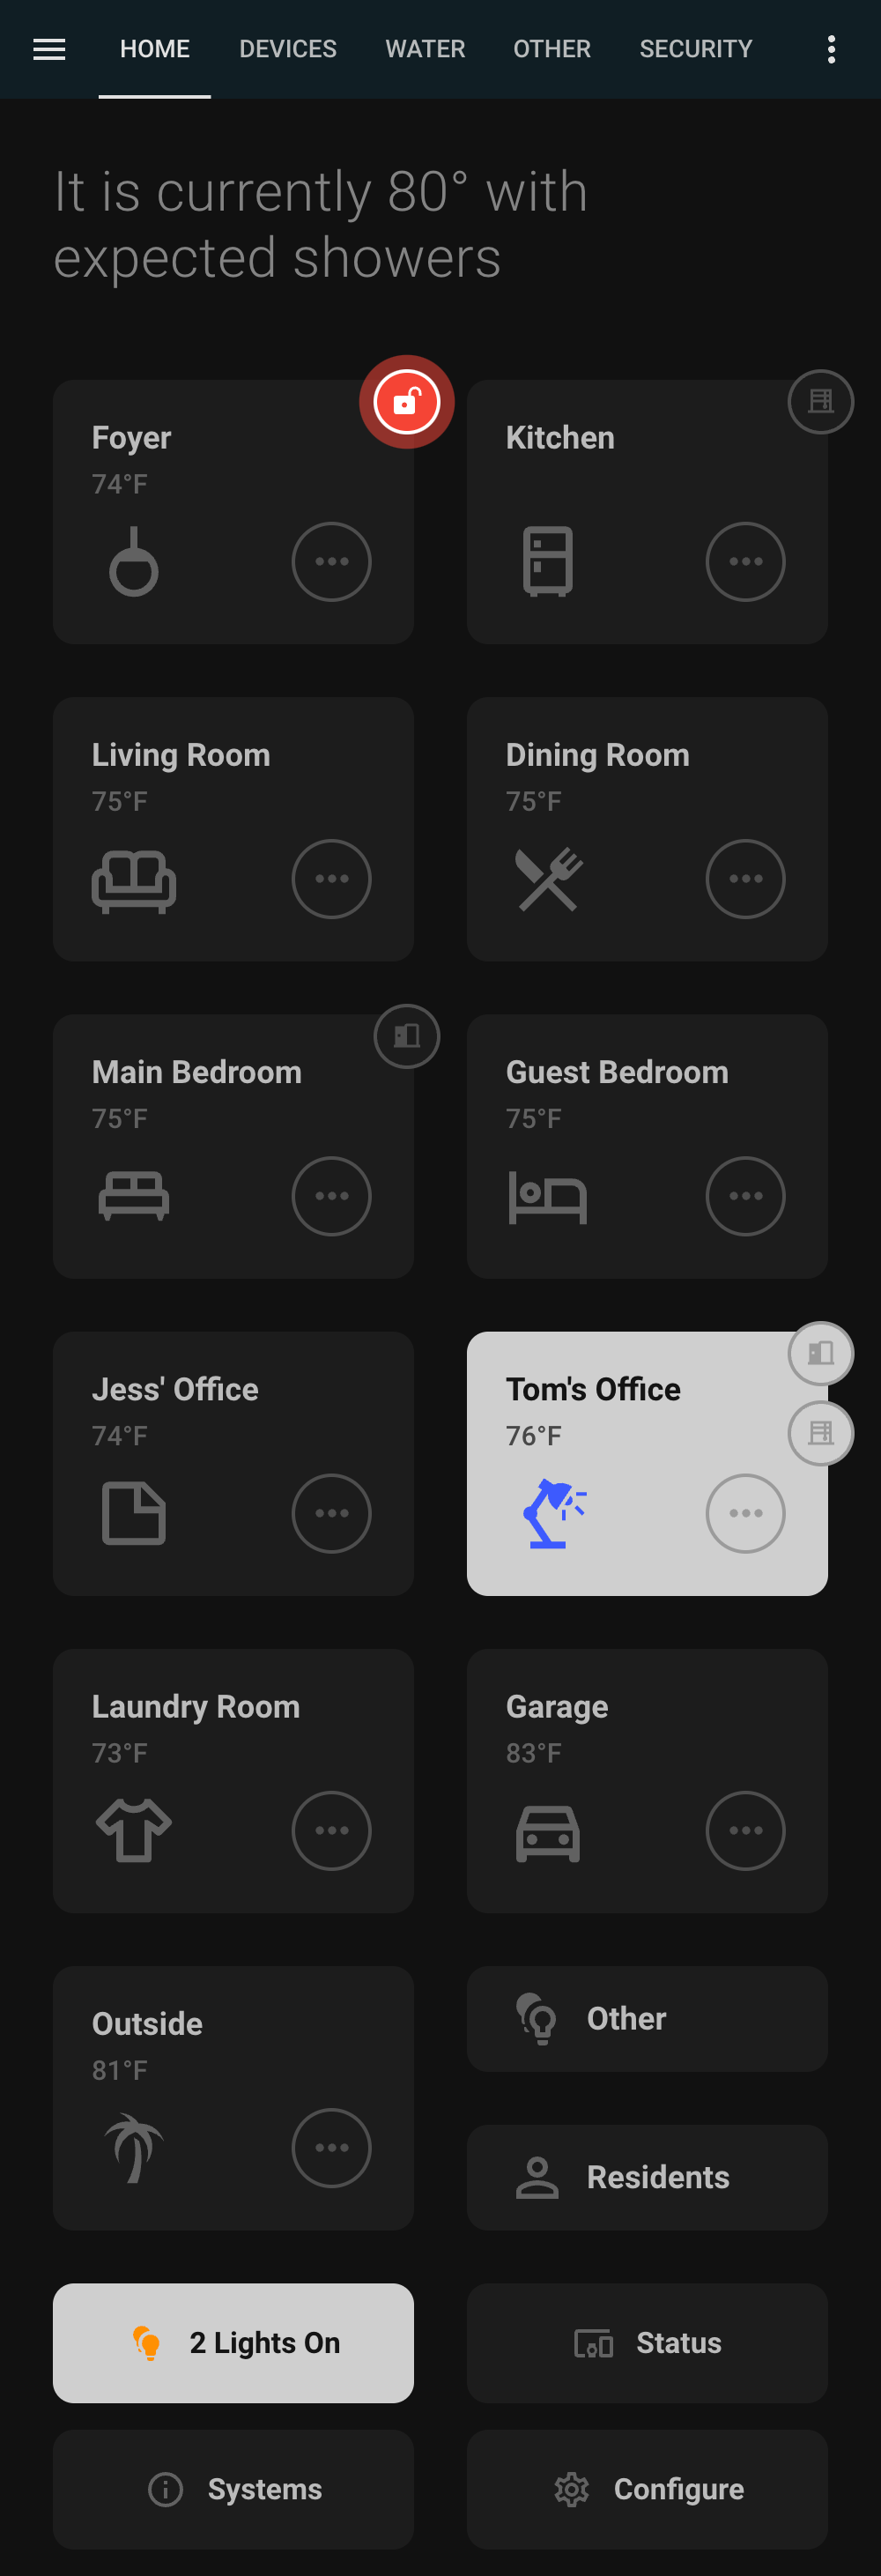 HOME DEVICES WATER OTHER SECURITY
It is currently 80° with
expected showers
Foyer
74°F
Kitchen
Living Room
75°F
Dining Room
75°F
Main Bedroom
75°F
Guest Bedroom
75°F
Jess' Office
74°F
Tom's Office
76°F
Laundry Room
73°F
Garage
83°F
Outside
81°F
Other
Residents
2 Lights On
Status
Systems
Configure